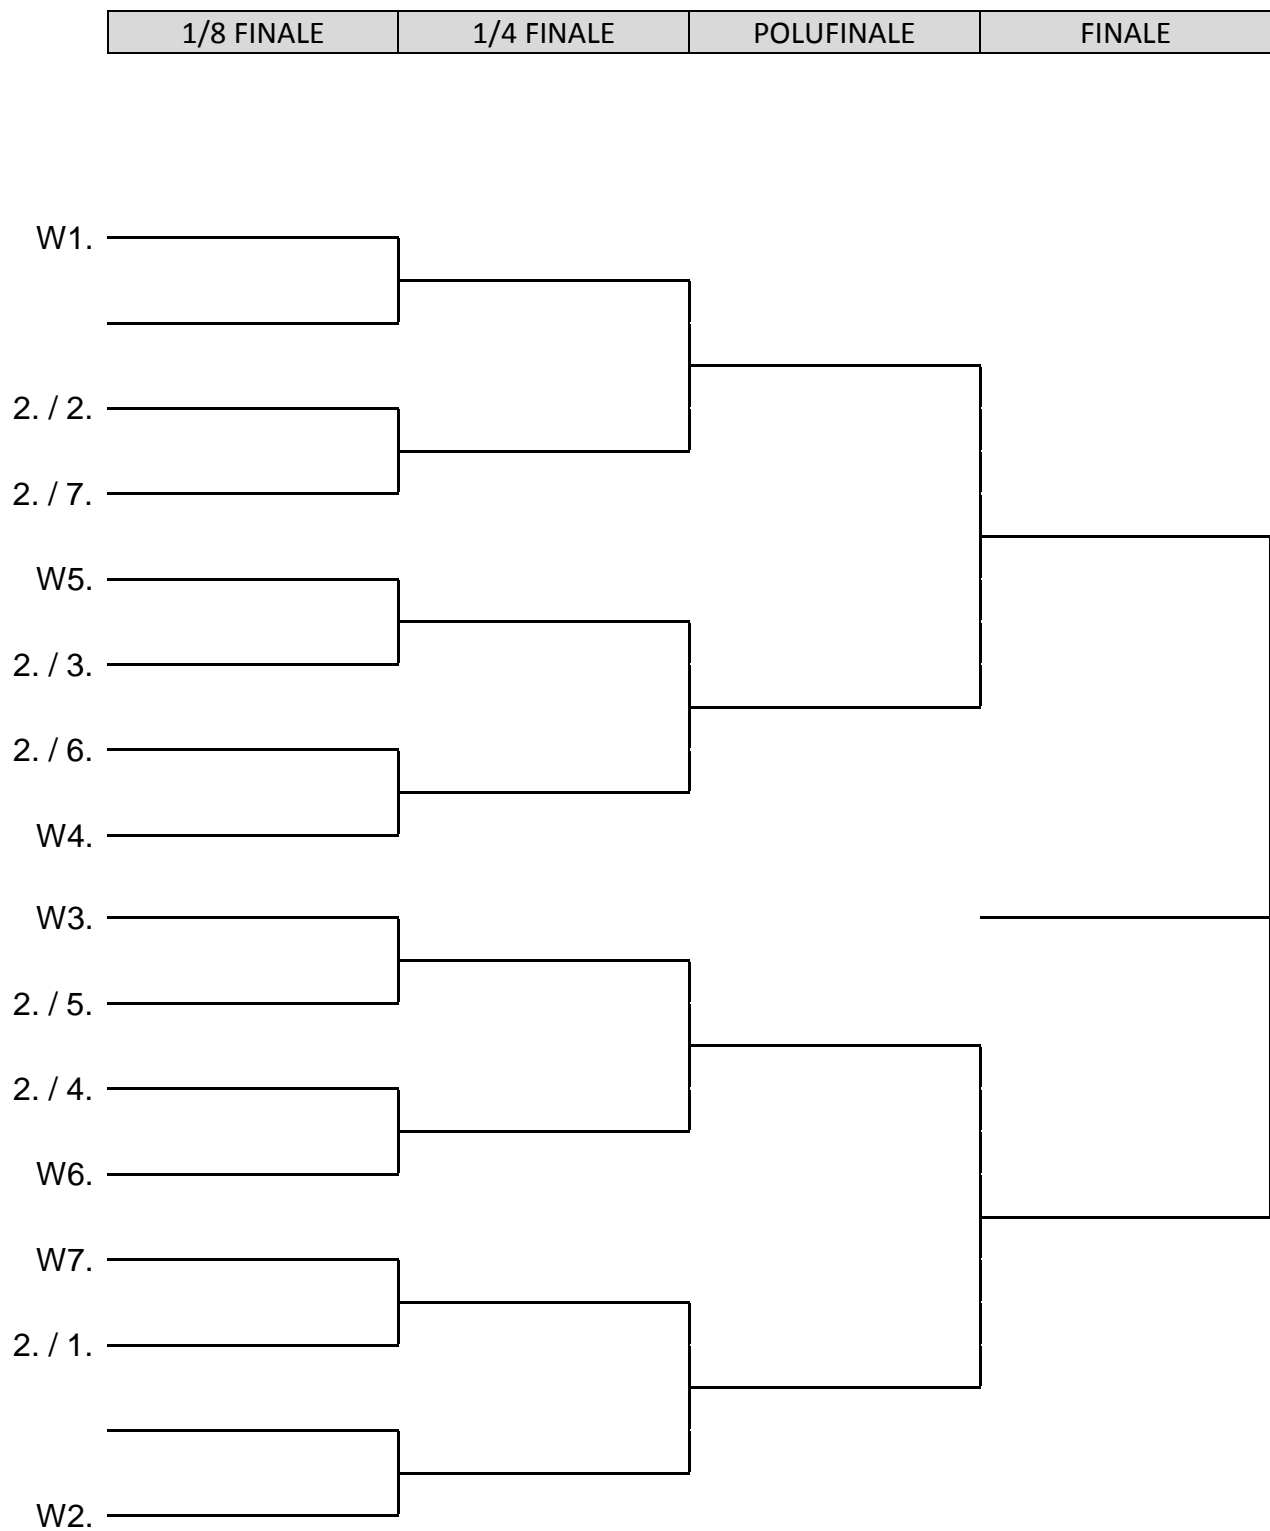 1/8 FINALE 1/4 FINALE POLUFINALE FINALE
W1.
2. / 2.
2. / 7.
W5.
2. / 3.
2. / 6.
W4.
W3.
2. / 5.
2. / 4.
W6.
W7.
2. / 1.
W2.